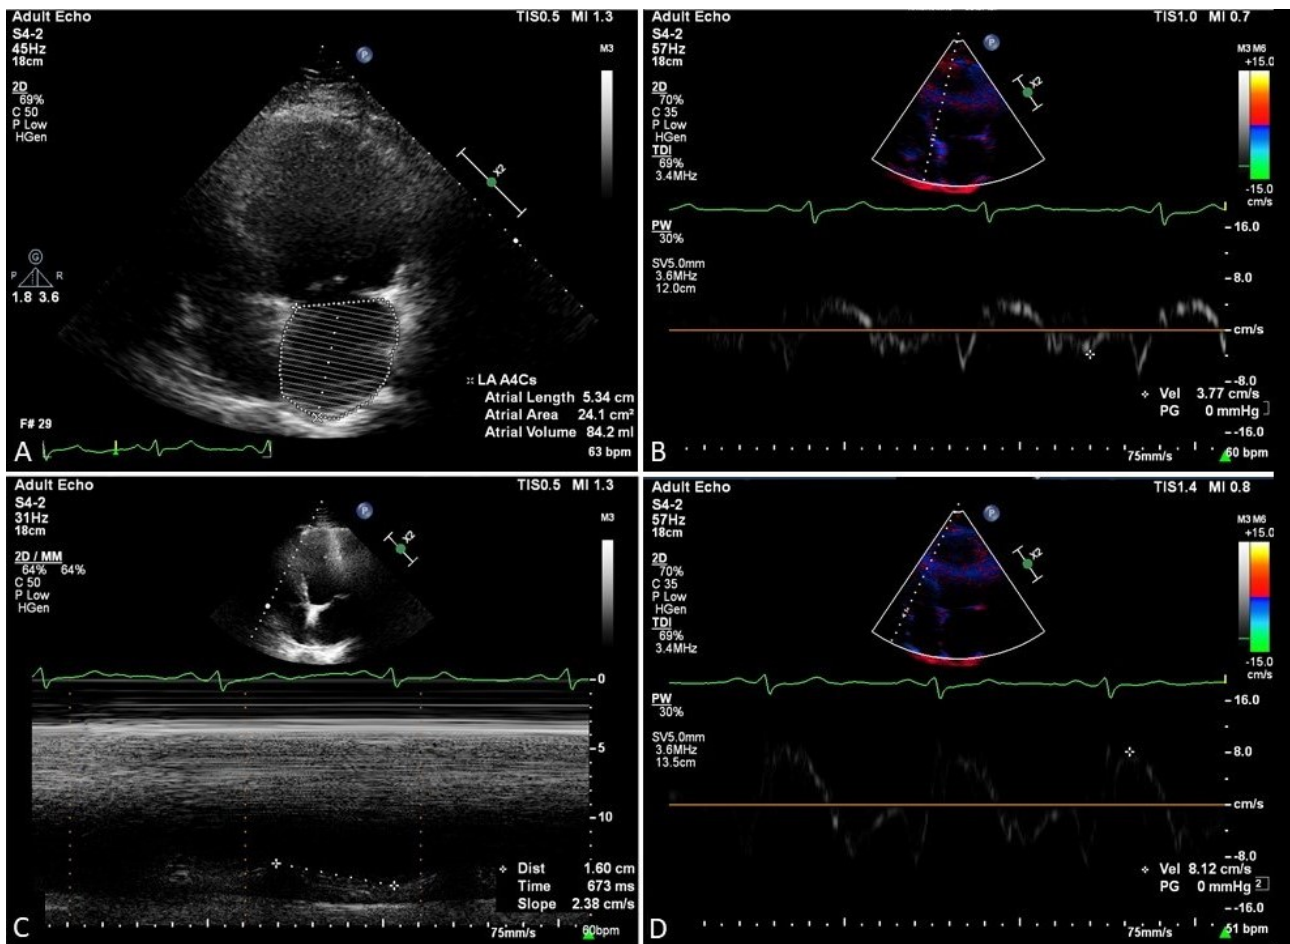 Adult Echo
TIS0.5 MI 1.3
S4-2
45Hz
18cm
2D
69%
C 50
P Low
HGen
M3
P
X2
G
P R
1.8 3.6
LA A4Cs
Atrial Length 5.34 cm
Atrial Area 24.1 cm²
Atrial Volume 84.2 ml
F# 29
63 bpm
A
Adult Echo
TIS1.0 MI 0.7
S4-2
57Hz
18cm
2D
70%
C 35
P Low
HGen
TDI
69%
3.4MHz
M3 M6
+15.0
P
X2
-15.0
cm/s
PW
30%
SV5.0mm
3.6MHz
12.0cm
-16.0
-8.0
cm/s
-8.0
-16.0
Vel 3.77 cm/s
PG 0 mmHg
75mm/s
60 bpm
B
Adult Echo
TIS0.5 MI 1.3
S4-2
31Hz
18cm
2D / MM
64% 64%
C 50
P Low
HGen
M3
P
X2
0
5
10
Dist 1.60 cm
Time 673 ms
Slope 2.38 cm/s
75mm/s
60bpm
C
Adult Echo
TIS1.4 MI 0.8
S4-2
57Hz
18cm
2D
70%
C 35
P Low
HGen
TDI
69%
3.4MHz
M3 M6
+15.0
P
X2
-15.0
cm/s
PW
30%
SV5.0mm
3.6MHz
13.5cm
16.0
8.0
cm/s
-8.0
-16.0
Vel 8.12 cm/s
PG 0 mmHg
2
75mm/s
51 bpm
D